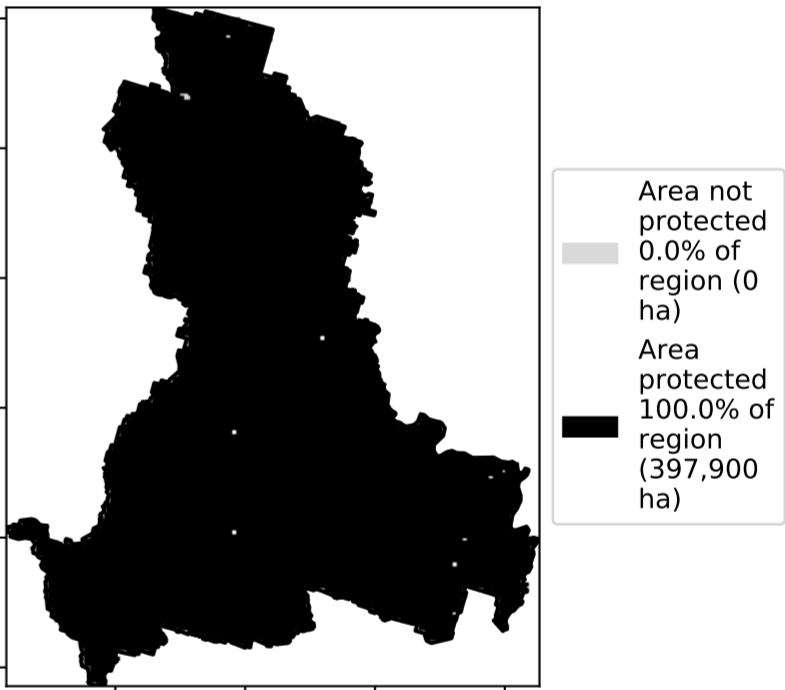 Area not
protected
0.0% of
region (0
ha)
Area
protected
100.0% of
region
(397,900
ha)